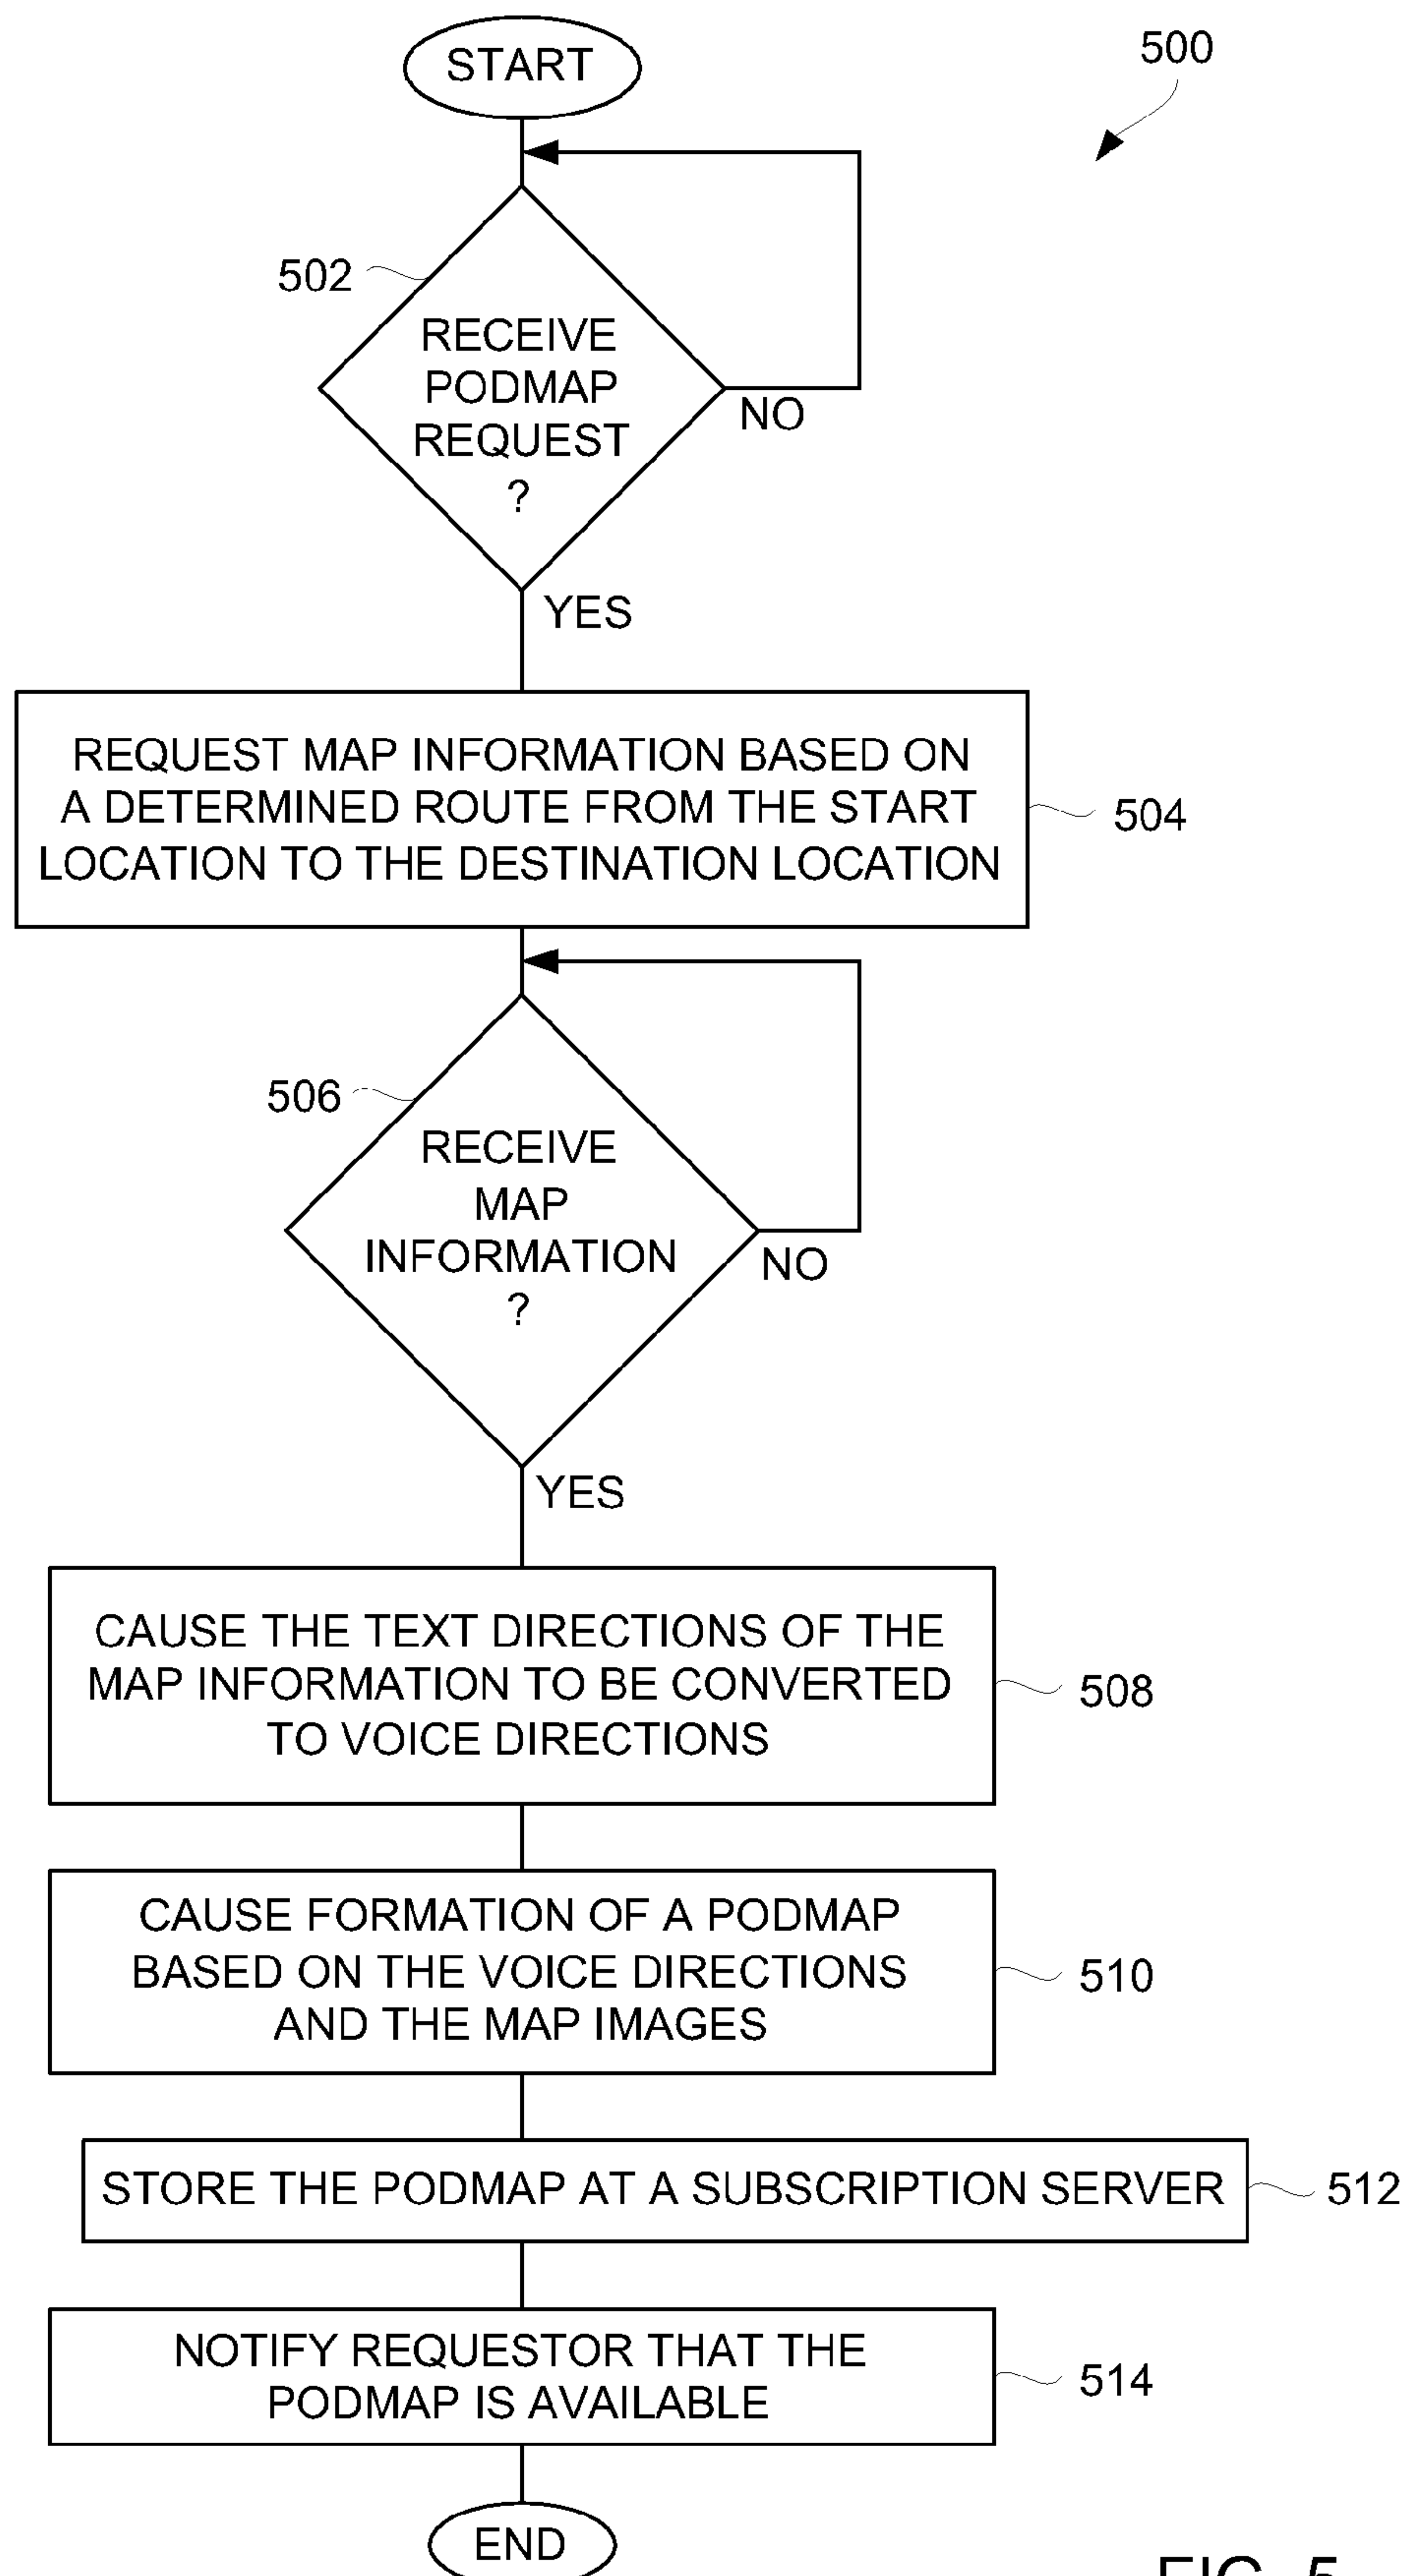 START
500
502
RECEIVE
PODMAP
REQUEST
?
NO
YES
REQUEST MAP INFORMATION BASED ON
A DETERMINED ROUTE FROM THE START
LOCATION TO THE DESTINATION LOCATION
504
506
RECEIVE
MAP
INFORMATION
?
NO
YES
CAUSE THE TEXT DIRECTIONS OF THE
MAP INFORMATION TO BE CONVERTED
TO VOICE DIRECTIONS
508
CAUSE FORMATION OF A PODMAP
BASED ON THE VOICE DIRECTIONS
AND THE MAP IMAGES
510
STORE THE PODMAP AT A SUBSCRIPTION SERVER
512
NOTIFY REQUESTOR THAT THE
PODMAP IS AVAILABLE
514
END
FIG. 5